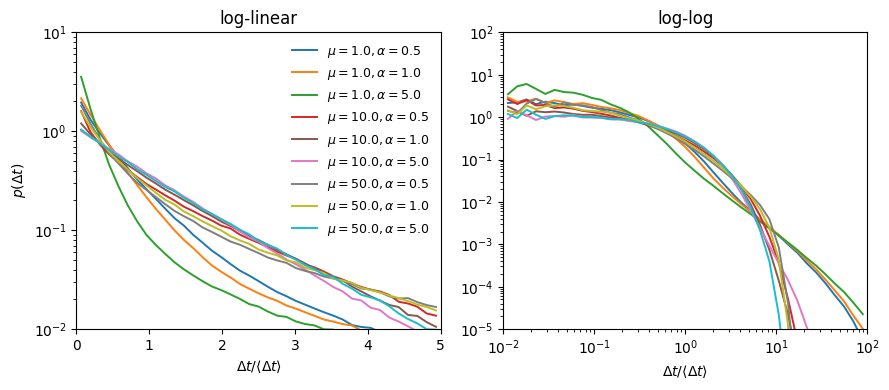 log-linear
10^1
10^0
10^{-1}
10^{-2}
p(Δt)
0 1 2 3 4 5
Δt/⟨Δt⟩
μ = 1.0, α = 0.5
μ = 1.0, α = 1.0
μ = 1.0, α = 5.0
μ = 10.0, α = 0.5
μ = 10.0, α = 1.0
μ = 10.0, α = 5.0
μ = 50.0, α = 0.5
μ = 50.0, α = 1.0
μ = 50.0, α = 5.0
log-log
10^2
10^1
10^0
10^{-1}
10^{-2}
10^{-3}
10^{-4}
10^{-5}
10^{-2} 10^{-1} 10^0 10^1 10^2
Δt/⟨Δt⟩